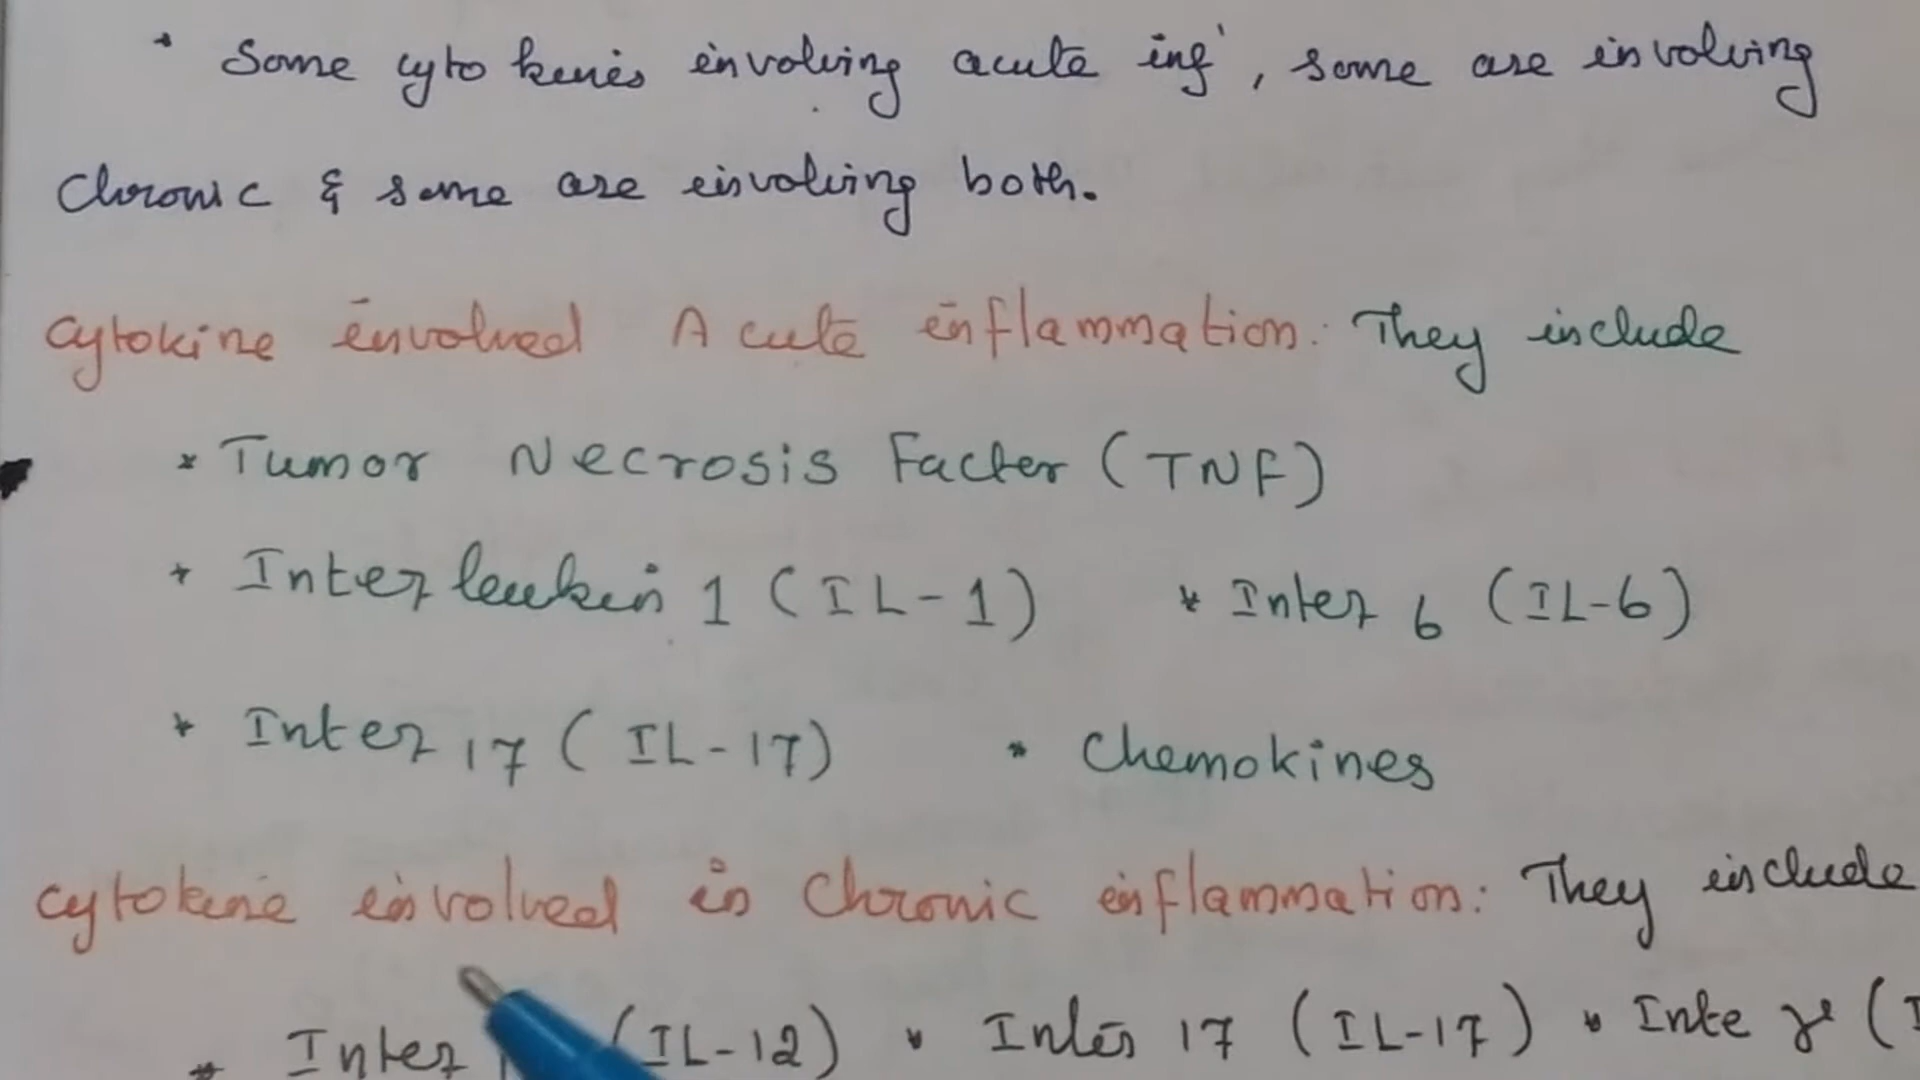 * Some cytokines involving acute inf', some are involving
Chronic & some are involving both.
Cytokine involved Acute inflammation: They include
* Tumor Necrosis Factor (TNF)
* Interleukin 1 (IL-1) * Inter 6 (IL-6)
* Inter 17 (IL-17) * Chemokines
Cytokine involved in Chronic inflammation: They include
* Inter (IL-12) * Inter 17 (IL-17) * Inte γ (I